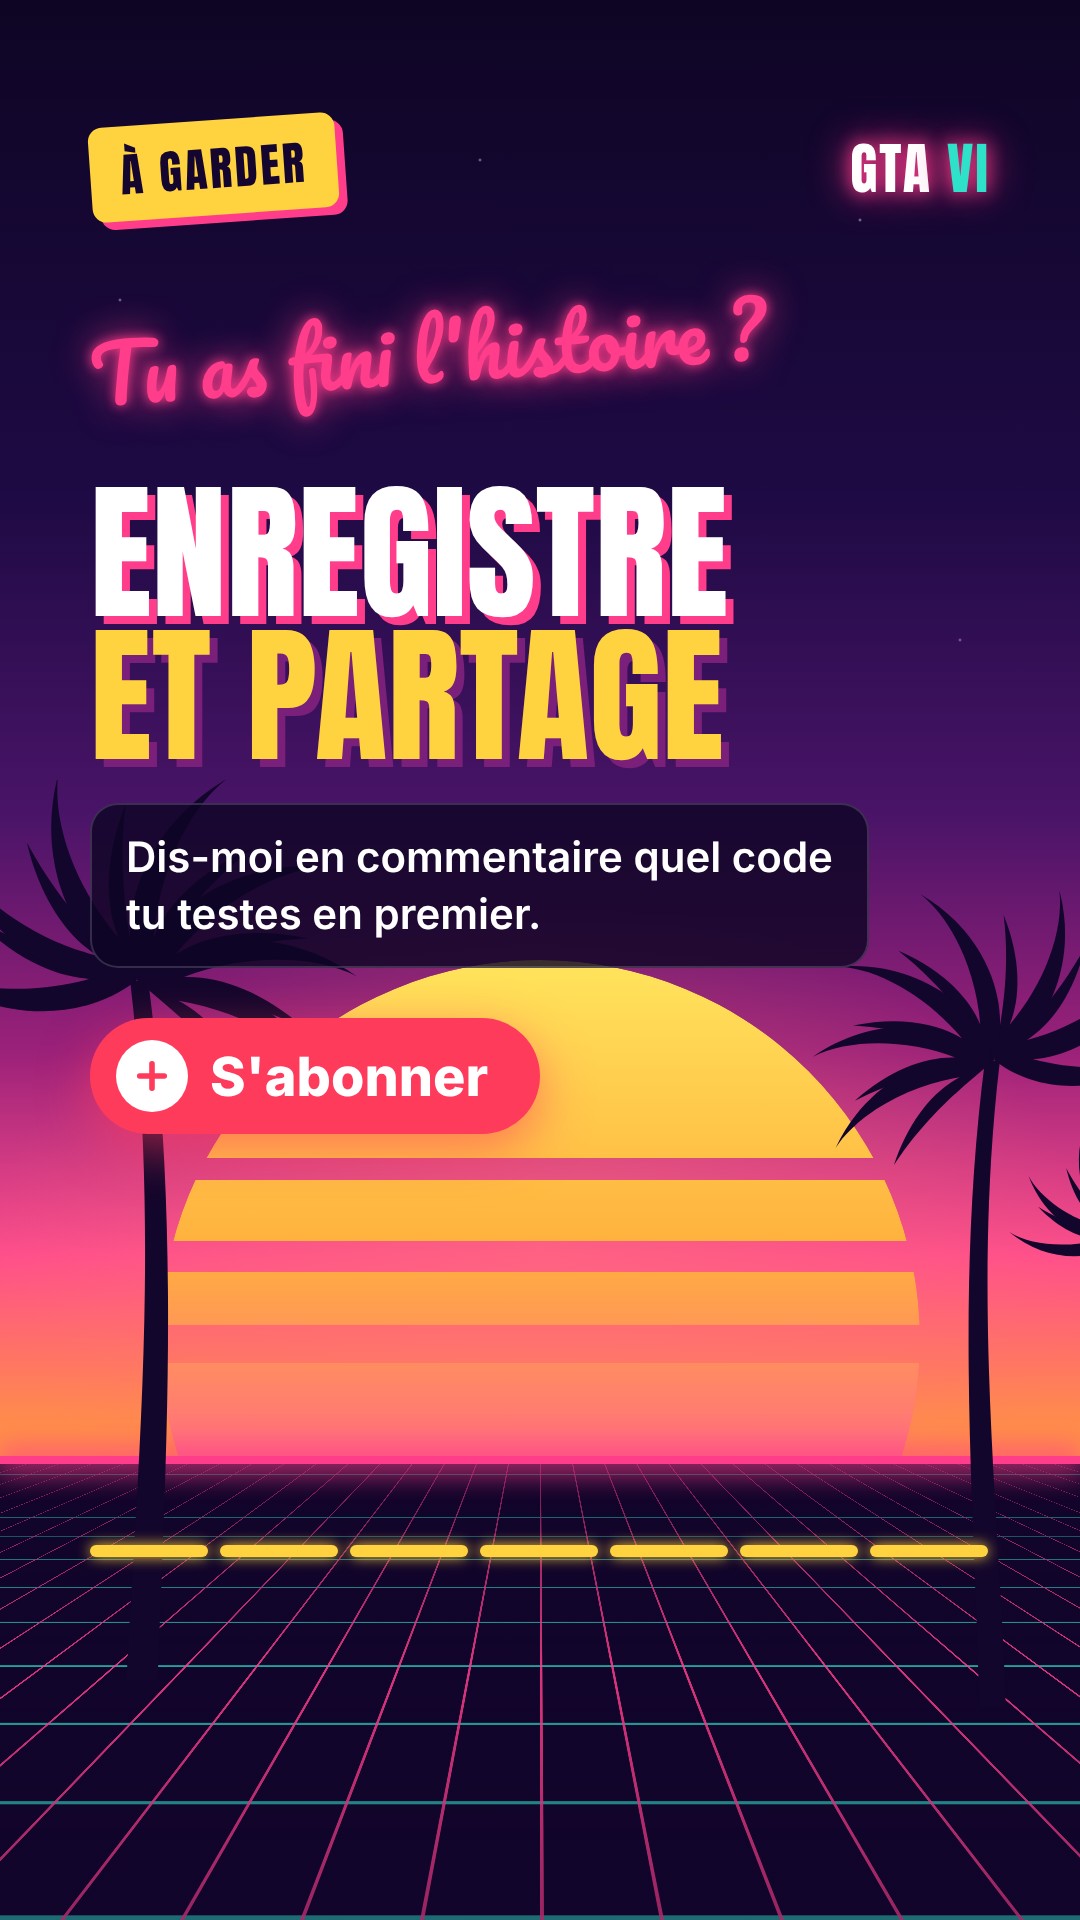 À GARDER
GTA VI
Tu as fini l'histoire ?
ENREGISTRE
ET PARTAGE
Dis-moi en commentaire quel code
tu testes en premier.
S'abonner